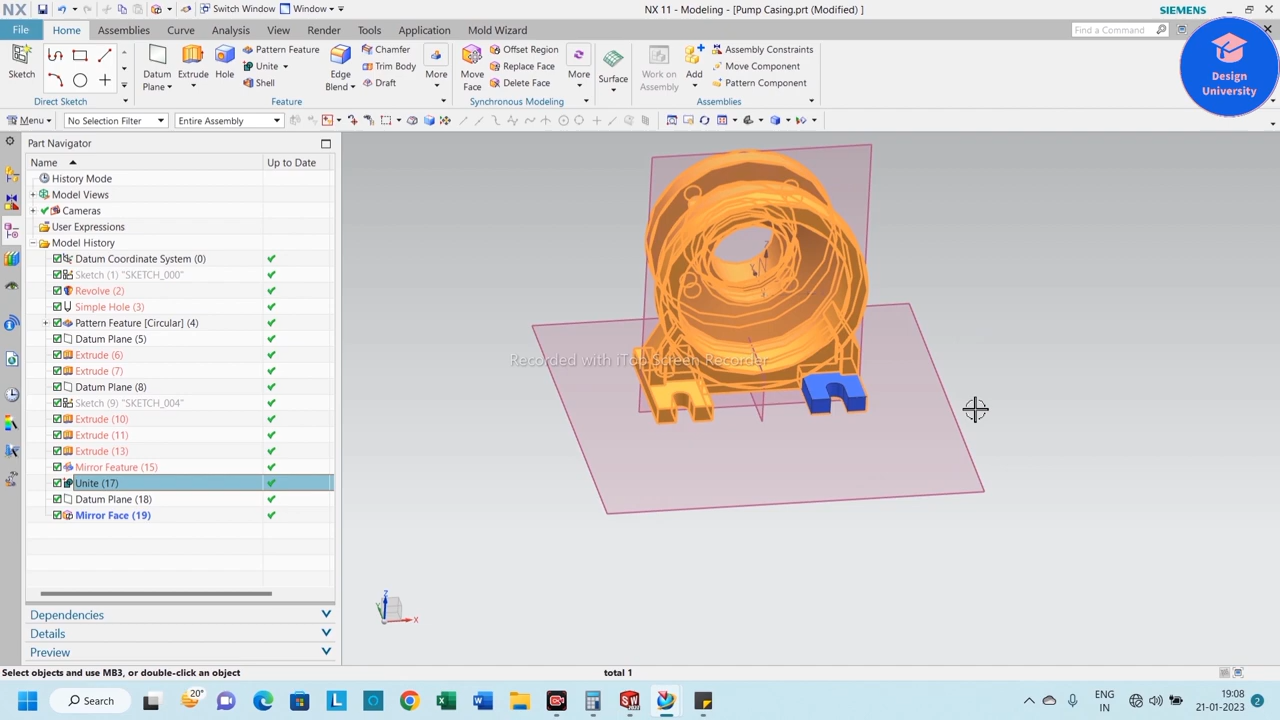 NX Switch Window Window NX 11 - Modeling - [Pump Casing.prt (Modified) ] SIEMENS
File Home Assemblies Curve Analysis View Render Tools Application Mold Wizard Find a Command
Sketch Datum Plane Extrude Hole Pattern Feature Unite Shell Edge Blend Chamfer Trim Body Draft More Move Face Offset Region Replace Face Delete Face More Surface Work on Assembly Add Assembly Constraints Move Component Pattern Component
Direct Sketch Feature Synchronous Modeling Assemblies
Design
University
Menu No Selection Filter Entire Assembly
Part Navigator
Name Up to Date
History Mode
Model Views
Cameras
User Expressions
Model History
Datum Coordinate System (0)
Sketch (1) "SKETCH_000"
Revolve (2)
Simple Hole (3)
Pattern Feature [Circular] (4)
Datum Plane (5)
Extrude (6)
Extrude (7)
Datum Plane (8)
Sketch (9) "SKETCH_004"
Extrude (10)
Extrude (11)
Extrude (13)
Mirror Feature (15)
Unite (17)
Datum Plane (18)
Mirror Face (19)
Recorded with iTop Screen Recorder
Z
X
Dependencies
Details
Preview
Select objects and use MB3, or double-click an object total 1
20° Search ENG
IN
19:08
21-01-2023
2